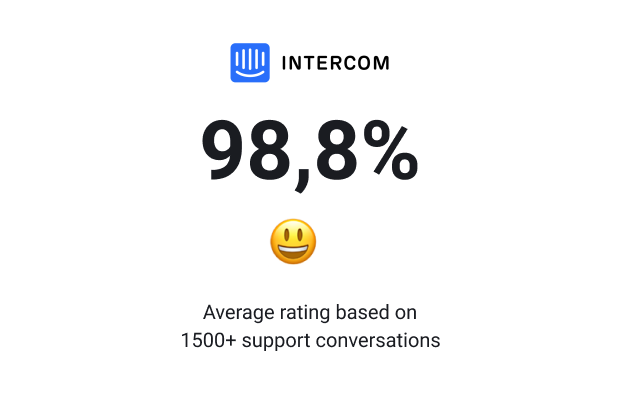 INTERCOM
98,8%
Average rating based on
1500+ support conversations